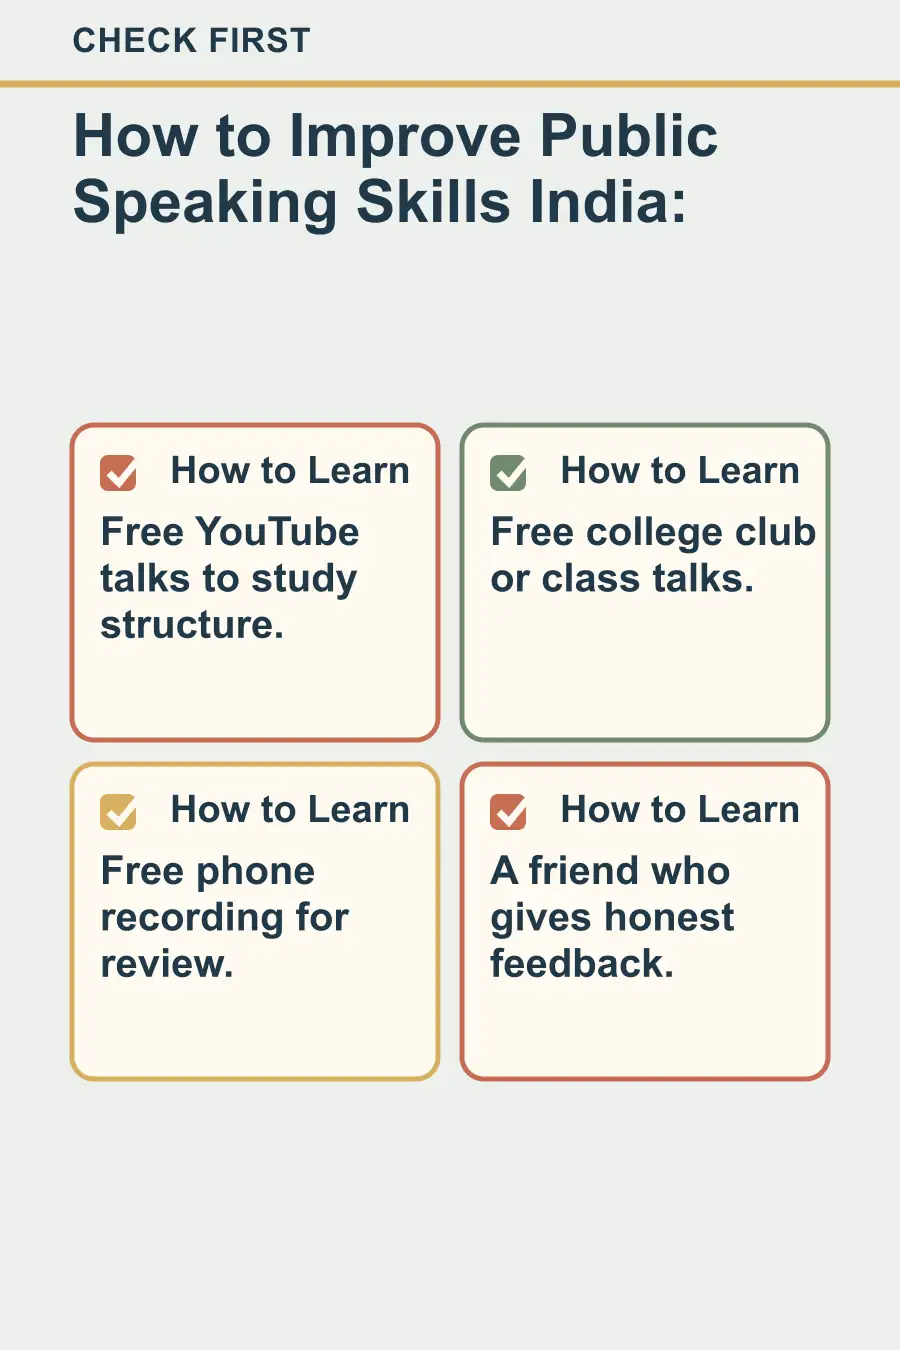 CHECK FIRST
How to Improve Public
Speaking Skills India:
How to Learn
Free YouTube
talks to study
structure.
How to Learn
Free college club
or class talks.
How to Learn
Free phone
recording for
review.
How to Learn
A friend who
gives honest
feedback.